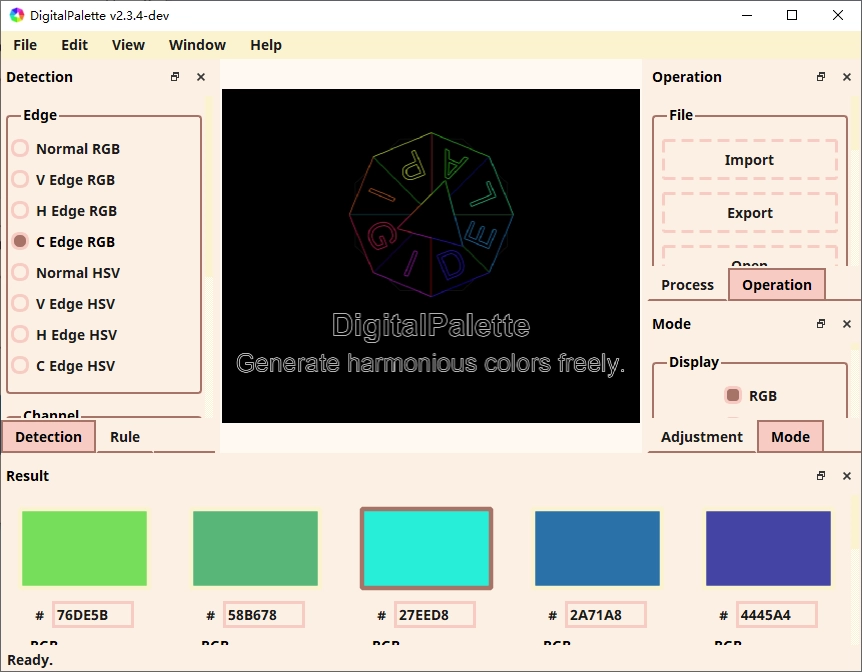 DigitalPalette v2.3.4-dev
File Edit View Window Help
Detection
Edge
Normal RGB
V Edge RGB
H Edge RGB
C Edge RGB
Normal HSV
V Edge HSV
H Edge HSV
C Edge HSV
Channel
Detection Rule
DIGITALPALETTE
DigitalPalette
Generate harmonious colors freely.
Operation
File
Import
Export
Open
Process Operation
Mode
Display
RGB
Adjustment Mode
Result
# 76DE5B # 58B678 # 27EED8 # 2A71A8 # 4445A4
RGB RGB RGB RGB RGB
Ready.